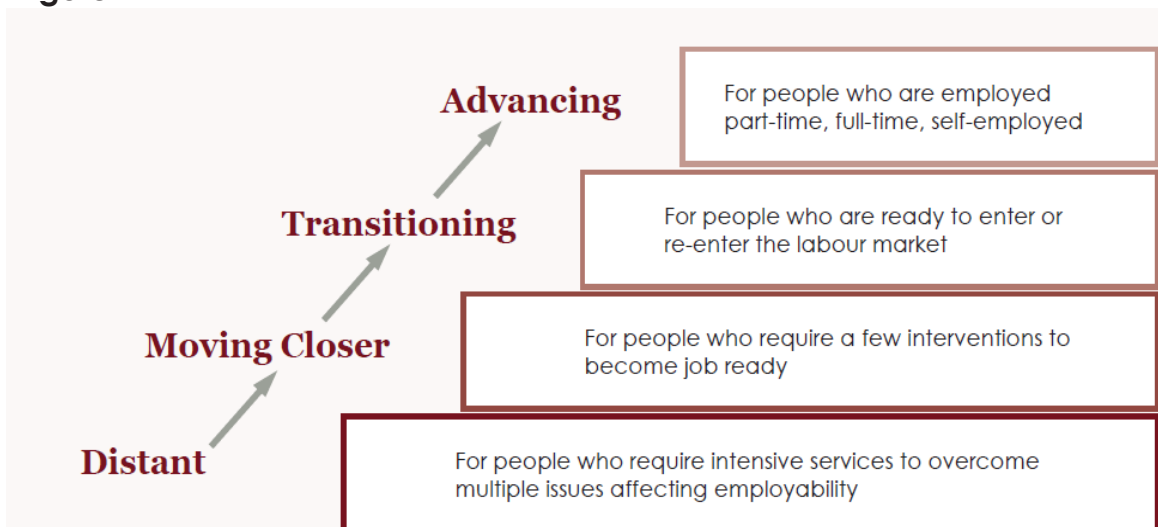 Advancing
For people who are employed
part-time, full-time, self-employed
Transitioning
For people who are ready to enter or
re-enter the labour market
Moving Closer
For people who require a few interventions to
become job ready
Distant
For people who require intensive services to overcome
multiple issues affecting employability